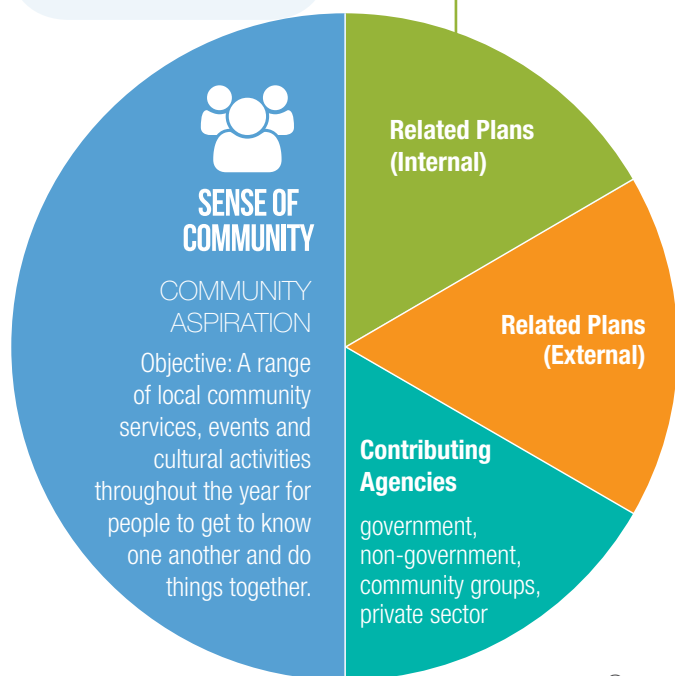 SENSE OF
COMMUNITY
COMMUNITY
ASPIRATION
Objective: A range
of local community
services, events and
cultural activities
throughout the year for
people to get to know
one another and do
things together.
Related Plans
(Internal)
Related Plans
(External)
Contributing
Agencies
government,
non-government,
community groups,
private sector